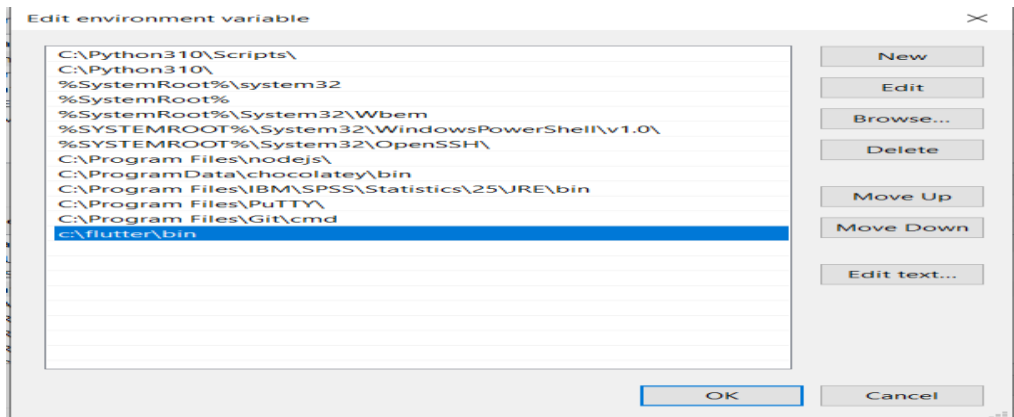 Edit environment variable
C:\Python310\Scripts\
C:\Python310\
%SystemRoot%\system32
%SystemRoot%
%SystemRoot%\System32\Wbem
%SYSTEMROOT%\System32\WindowsPowerShell\v1.0\
%SYSTEMROOT%\System32\OpenSSH\
C:\Program Files\nodejs\
C:\ProgramData\chocolatey\bin
C:\Program Files\IBM\SPSS\Statistics\25\JRE\bin
C:\Program Files\PuTTY\
C:\Program Files\Git\cmd
c:\flutter\bin
New
Edit
Browse...
Delete
Move Up
Move Down
Edit text...
OK
Cancel